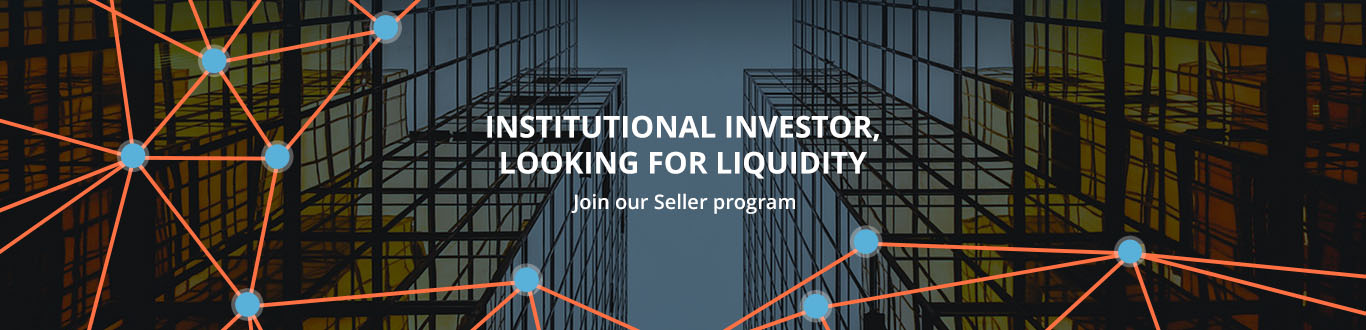 INSTITUTIONAL INVESTOR,
LOOKING FOR LIQUIDITY
Join our Seller program